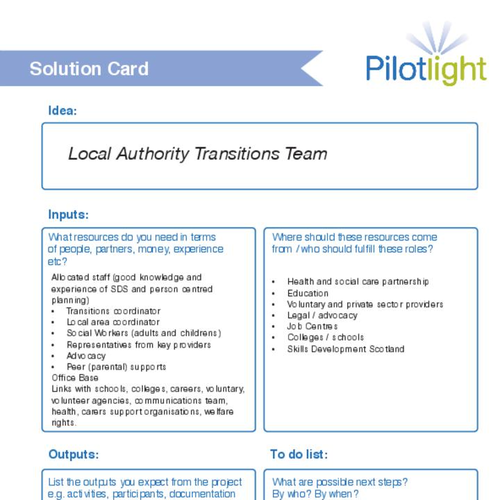 Solution Card
Pilotlight
Idea:
Local Authority Transitions Team
Inputs:
What resources do you need in terms
of people, partners, money, experience
etc?
Allocated staff (good knowledge and
experience of SDS and person centred
planning)
• Transitions coordinator
• Local area coordinator
• Social Workers (adults and childrens)
• Representatives from key providers
• Advocacy
• Peer (parental) supports
Office Base
Links with schools, colleges, careers, voluntary,
volunteer agencies, communications team,
health, carers support organisations, welfare
rights.
Where should these resources come
from / who should fulfill these roles?
• Health and social care partnership
• Education
• Voluntary and private sector providers
• Legal / advocacy
• Job Centres
• Colleges / schools
• Skills Development Scotland
Outputs:
List the outputs you expect from the project
e.g. activities, participants, documentation
To do list:
What are possible next steps?
By who? By when?